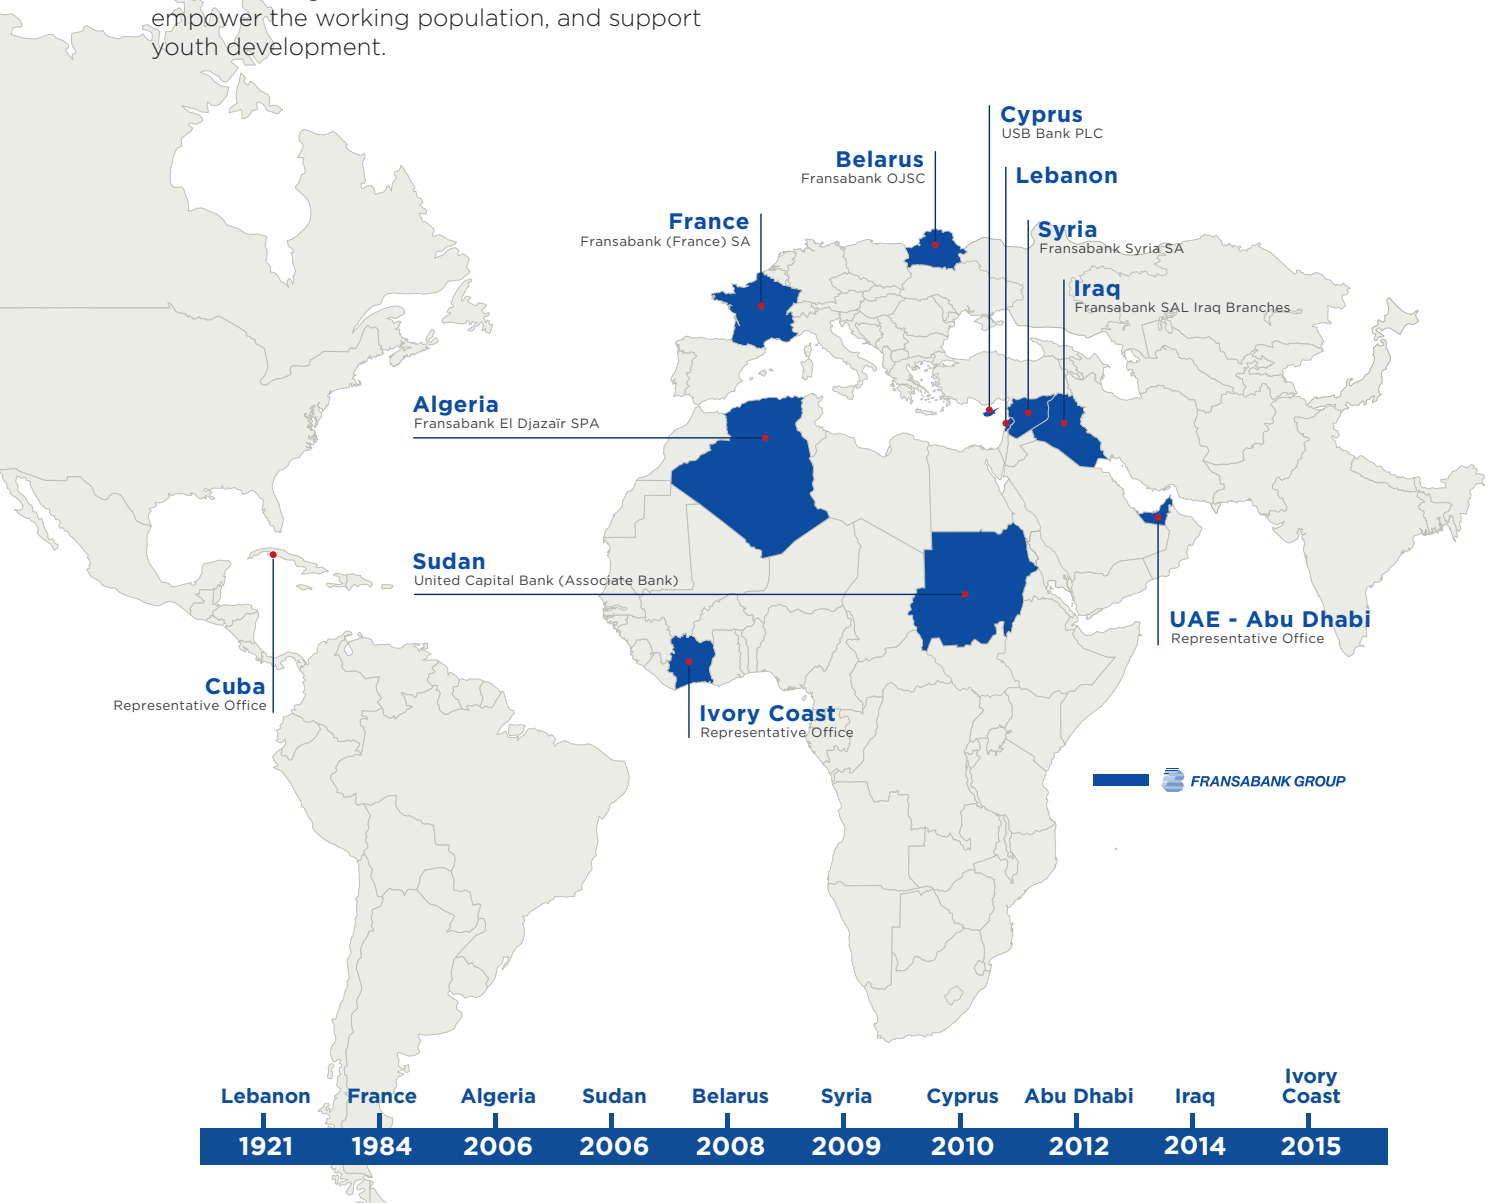 empower the working population, and support
youth development.
Cyprus
USB Bank PLC
Belarus
Fransabank OJSC
Lebanon
France
Fransabank (France) SA
Syria
Fransabank Syria SA
Iraq
Fransabank SAL Iraq Branches
Algeria
Fransabank El Djazaïr SPA
Sudan
United Capital Bank (Associate Bank)
UAE - Abu Dhabi
Representative Office
Cuba
Representative Office
Ivory Coast
Representative Office
FRANSABANK GROUP
Lebanon France Algeria Sudan Belarus Syria Cyprus Abu Dhabi Iraq Ivory
Coast
1921 1984 2006 2006 2008 2009 2010 2012 2014 2015